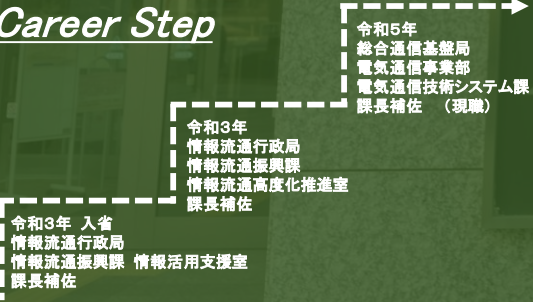 Career Step
令和5年
総合通信基盤局
電気通信事業部
電気通信技術システム課
課長補佐 （現職）
令和3年
情報流通行政局
情報流通振興課
情報流通高度化推進室
課長補佐
令和3年 入省
情報流通行政局
情報流通振興課 情報活用支援室
課長補佐